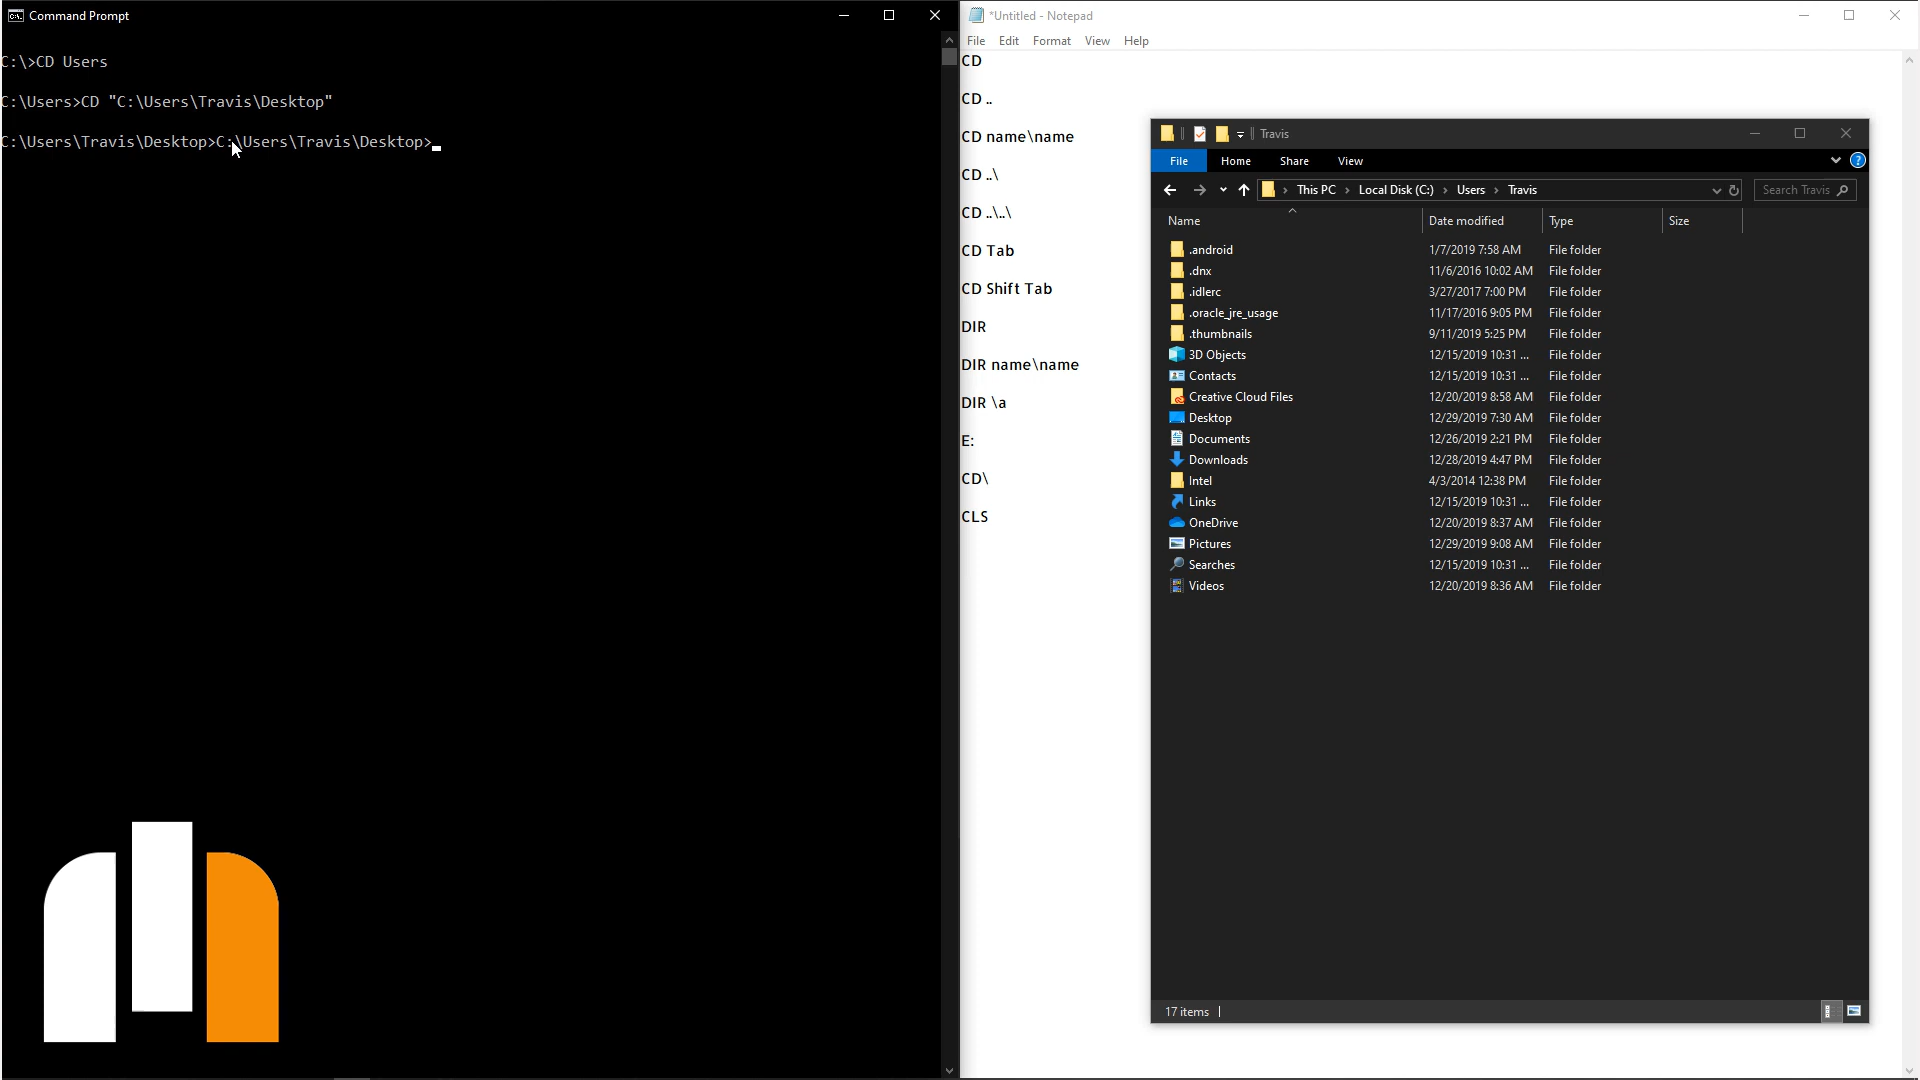 Command Prompt
C:\>CD Users
C:\Users>CD "C:\Users\Travis\Desktop"
C:\Users\Travis\Desktop>C:\Users\Travis\Desktop>
*Untitled - Notepad
File Edit Format View Help
CD
CD ..
CD name\name
CD ..\
CD ..\..\
CD Tab
CD Shift Tab
DIR
DIR name\name
DIR \a
E:
CD\
CLS
Travis
File Home Share View
This PC > Local Disk (C:) > Users > Travis
Search Travis
Name Date modified Type Size
.android 1/7/2019 7:58 AM File folder
.dnx 11/6/2016 10:02 AM File folder
.idlerc 3/27/2017 7:00 PM File folder
.oracle_jre_usage 11/17/2016 9:05 PM File folder
.thumbnails 9/11/2019 5:25 PM File folder
3D Objects 12/15/2019 10:31 ... File folder
Contacts 12/15/2019 10:31 ... File folder
Creative Cloud Files 12/20/2019 8:58 AM File folder
Desktop 12/29/2019 7:30 AM File folder
Documents 12/26/2019 2:21 PM File folder
Downloads 12/28/2019 4:47 PM File folder
Intel 4/3/2014 12:38 PM File folder
Links 12/15/2019 10:31 ... File folder
OneDrive 12/20/2019 8:37 AM File folder
Pictures 12/29/2019 9:08 AM File folder
Searches 12/15/2019 10:31 ... File folder
Videos 12/20/2019 8:36 AM File folder
17 items